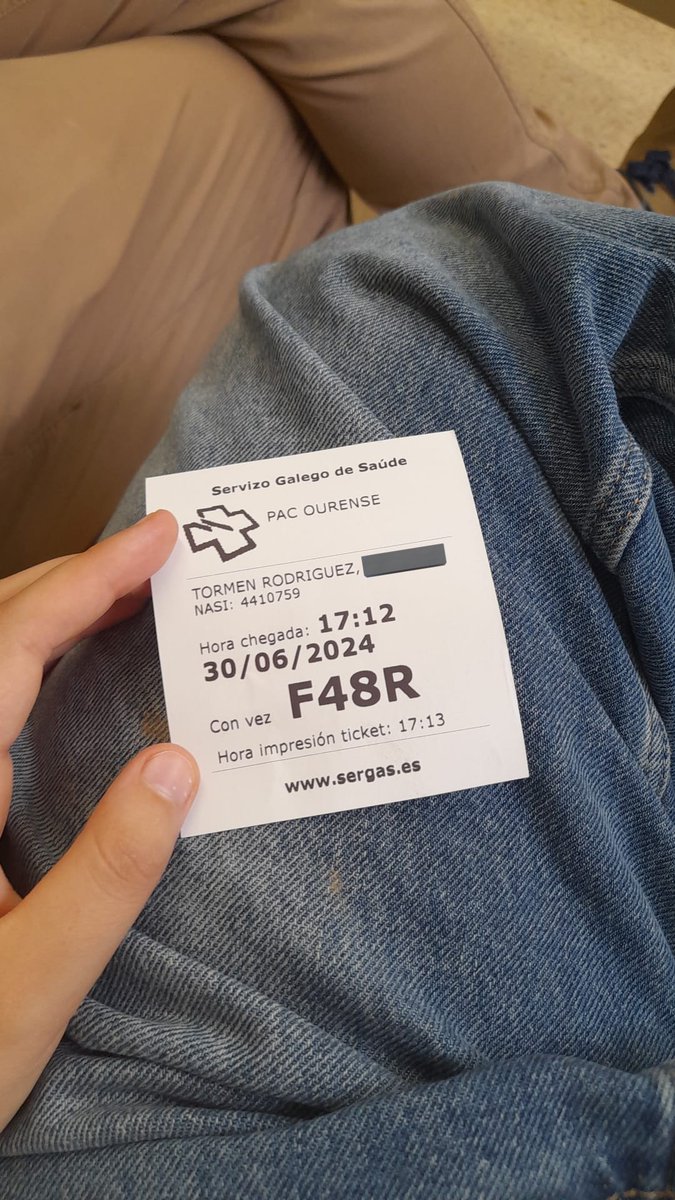 Servizo Galego de Saúde
PAC OURENSE
TORMEN RODRIGUEZ,
NASI: 4410759
Hora chegada: 17:12
30/06/2024
Con vez F48R
Hora impresión ticket: 17:13
www.sergas.es